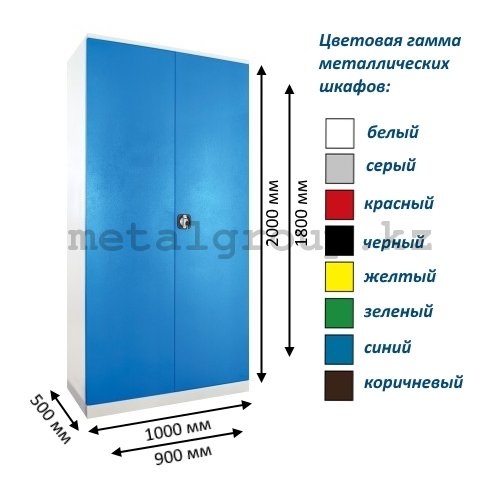 Цветовая гамма
металлических
шкафов:
белый
серый
красный
черный
желтый
зеленый
синий
коричневый
2000 мм
1800 мм
metalgroup.kz
500 мм
1000 мм
900 мм